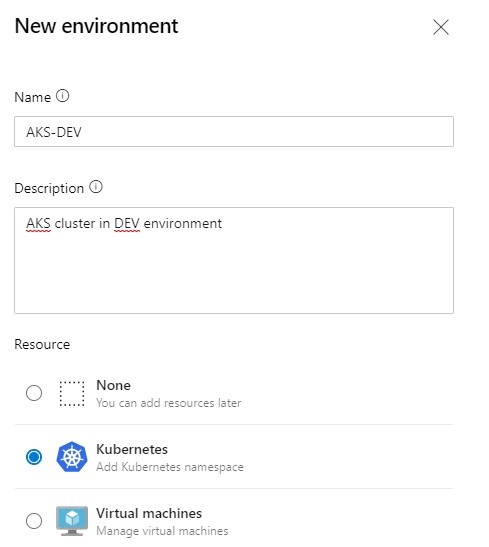 New environment
Name
AKS-DEV
Description
AKS cluster in DEV environment
Resource
None
You can add resources later
Kubernetes
Add Kubernetes namespace
Virtual machines
Manage virtual machines